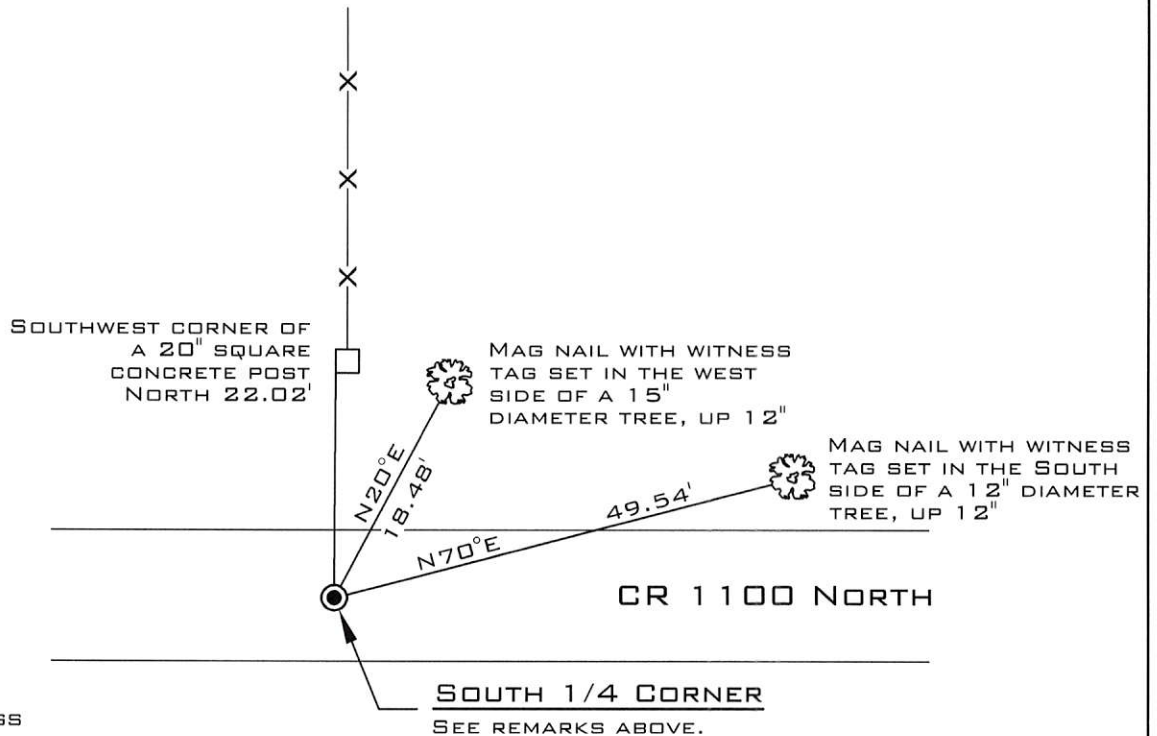 SOUTHWEST CORNER OF
A 20" SQUARE
CONCRETE POST
NORTH 22.02'
MAG NAIL WITH WITNESS
TAG SET IN THE WEST
SIDE OF A 15"
DIAMETER TREE, UP 12"
MAG NAIL WITH WITNESS
TAG SET IN THE SOUTH
SIDE OF A 12" DIAMETER
TREE, UP 12"
N20°E
18.48'
N70°E
49.54'
CR 1100 NORTH
SOUTH 1/4 CORNER
SEE REMARKS ABOVE.